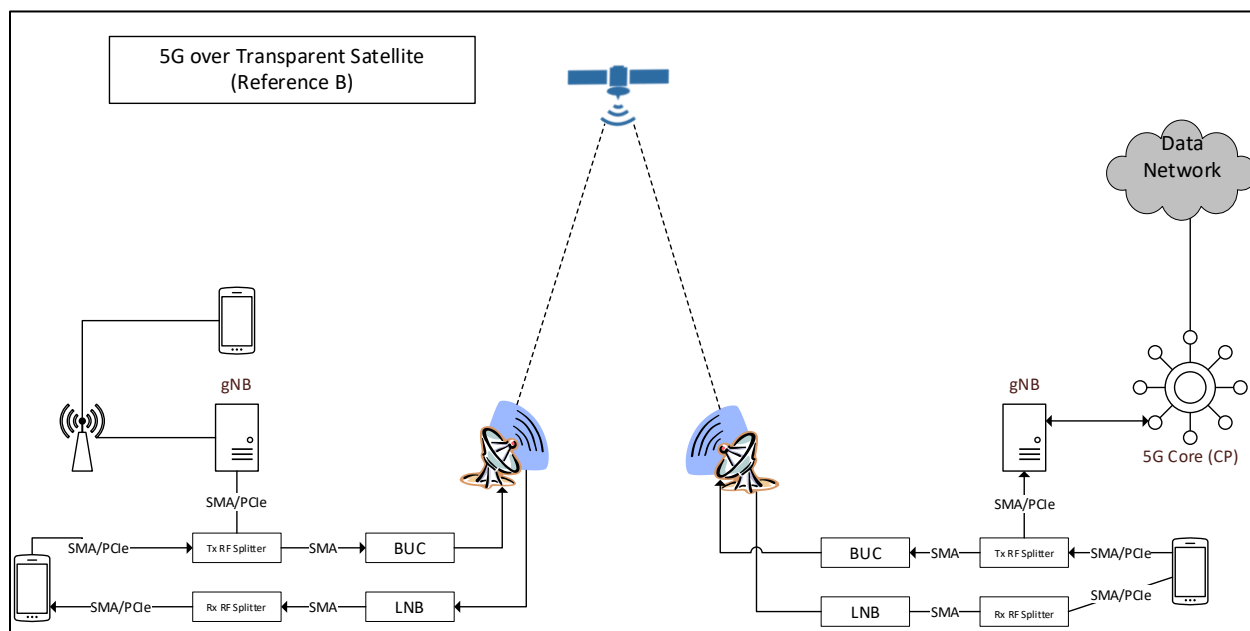 5G over Transparent Satellite
(Reference B)
Data
Network
gNB
gNB
5G Core (CP)
SMA/PCIe
SMA/PCIe
SMA/PCIe
Tx RF Splitter
SMA
BUC
BUC
SMA
Tx RF Splitter
SMA/PCIe
SMA/PCIe
Rx RF Splitter
SMA
LNB
LNB
SMA
Rx RF Splitter
SMA/PCIe